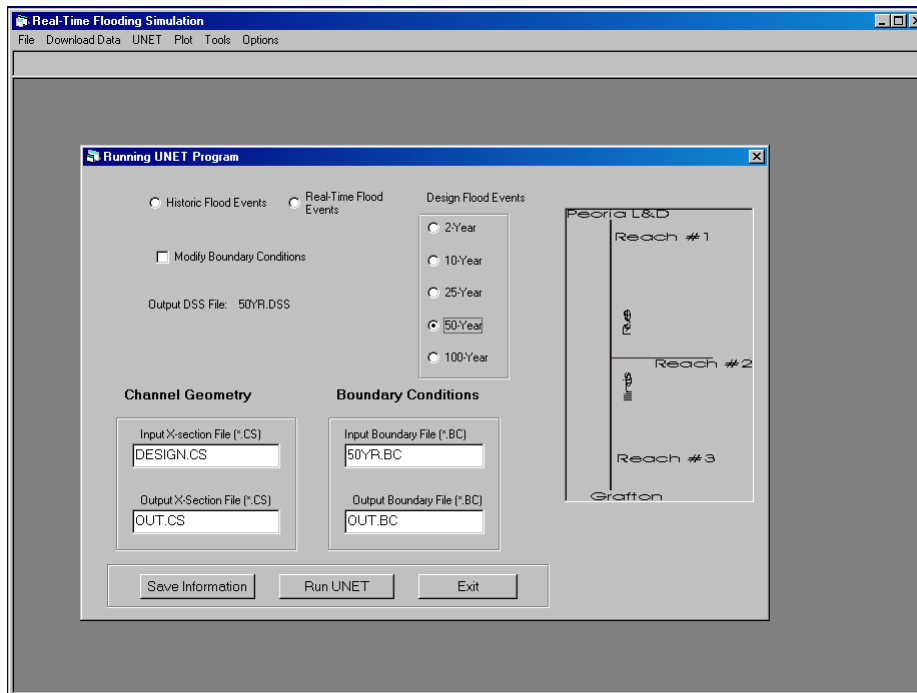 Real-Time Flooding Simulation
File Download Data UNET Plot Tools Options
Running UNET Program
Historic Flood Events
Real-Time Flood
Events
Modify Boundary Conditions
Output DSS File: 50YR.DSS
Design Flood Events
2-Year
10-Year
25-Year
50-Year
100-Year
Peoria L&D
Reach #1
Reach #2
Reach #3
Grafton
Channel Geometry
Input X-section File (*.CS)
DESIGN.CS
Output X-Section File (*.CS)
OUT.CS
Boundary Conditions
Input Boundary File (*.BC)
50YR.BC
Output Boundary File (*.BC)
OUT.BC
Save Information
Run UNET
Exit